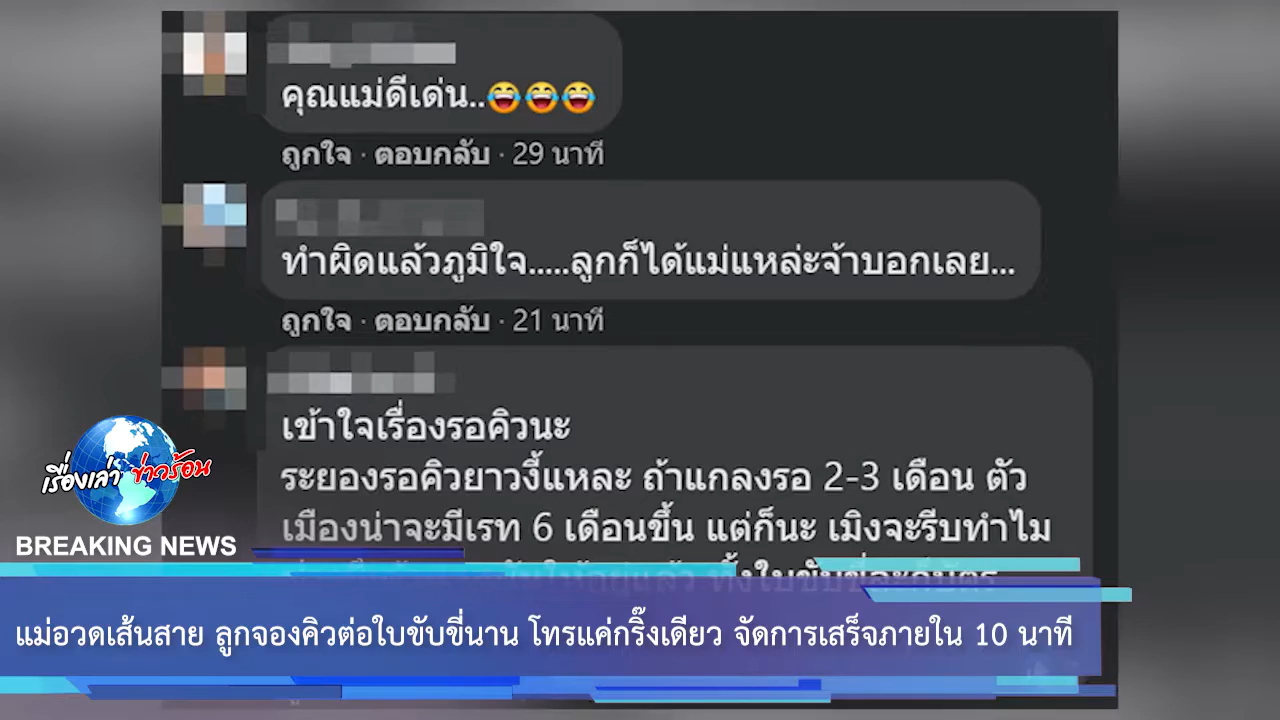 คุณแม่ดีเด่น..😂😂😂
ถูกใจ · ตอบกลับ · 29 นาที
ทำผิดแล้วภูมิใจ.....ลูกก็ได้แม่แหล่ะจ้าบอกเลย...
ถูกใจ · ตอบกลับ · 21 นาที
เข้าใจเรื่องรอคิวนะ
ระยองรอคิวยาวงี้แหละ ถ้าแกลงรอ 2-3 เดือน ตัว
เมืองน่าจะมีเรท 6 เดือนขึ้น แต่ก็นะ เมิงจะรีบทำไม
เรื่องเล่า ข่าวร้อน
BREAKING NEWS
แม่อวดเส้นสาย ลูกจองคิวต่อใบขับขี่นาน โทรแค่กริ๊งเดียว จัดการเสร็จภายใน 10 นาที